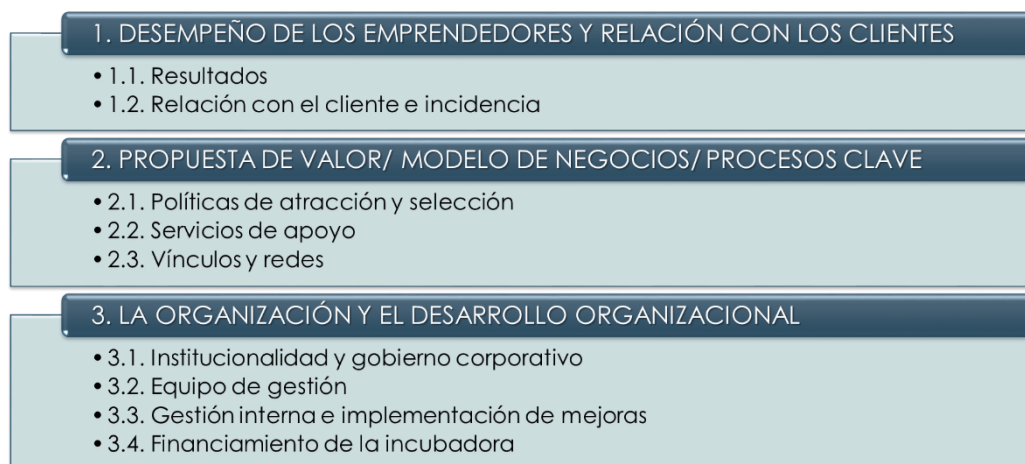 1. DESEMPEÑO DE LOS EMPRENDEDORES Y RELACIÓN CON LOS CLIENTES
• 1.1. Resultados
• 1.2. Relación con el cliente e incidencia
2. PROPUESTA DE VALOR/ MODELO DE NEGOCIOS/ PROCESOS CLAVE
• 2.1. Políticas de atracción y selección
• 2.2. Servicios de apoyo
• 2.3. Vínculos y redes
3. LA ORGANIZACIÓN Y EL DESARROLLO ORGANIZACIONAL
• 3.1. Institucionalidad y gobierno corporativo
• 3.2. Equipo de gestión
• 3.3. Gestión interna e implementación de mejoras
• 3.4. Financiamiento de la incubadora